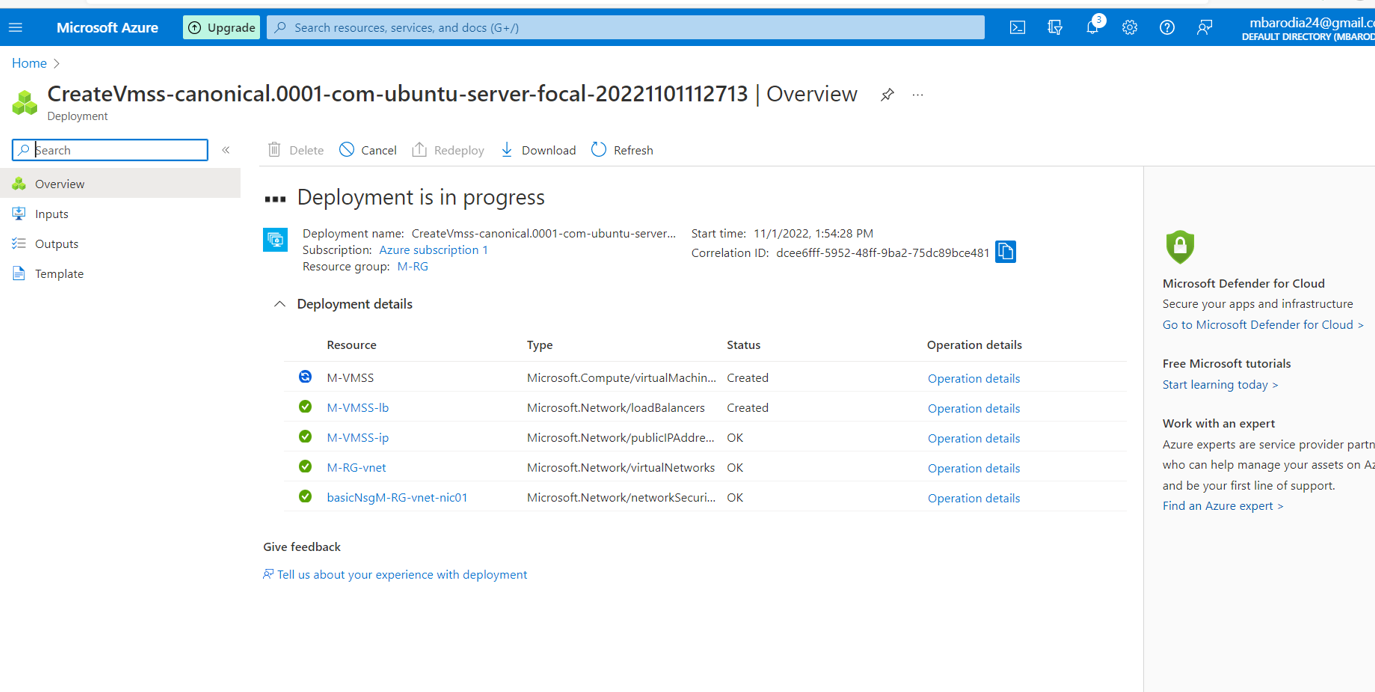 Microsoft Azure
Upgrade
Search resources, services, and docs (G+/)
3
mbarodia24@gmail.co
DEFAULT DIRECTORY (MBAROD
Home
CreateVmss-canonical.0001-com-ubuntu-server-focal-20221101112713 | Overview
Deployment
Search
Delete
Cancel
Redeploy
Download
Refresh
Overview
Inputs
Outputs
Template
Deployment is in progress
Deployment name: CreateVmss-canonical.0001-com-ubuntu-server...
Subscription: Azure subscription 1
Resource group: M-RG
Start time: 11/1/2022, 1:54:28 PM
Correlation ID: dcee6fff-5952-48ff-9ba2-75dc89bce481
Deployment details
Resource Type Status Operation details
M-VMSS Microsoft.Compute/virtualMachin... Created Operation details
M-VMSS-lb Microsoft.Network/loadBalancers Created Operation details
M-VMSS-ip Microsoft.Network/publicIPAddre... OK Operation details
M-RG-vnet Microsoft.Network/virtualNetworks OK Operation details
basicNsgM-RG-vnet-nic01 Microsoft.Network/networkSecuri... OK Operation details
Give feedback
Tell us about your experience with deployment
Microsoft Defender for Cloud
Secure your apps and infrastructure
Go to Microsoft Defender for Cloud >
Free Microsoft tutorials
Start learning today >
Work with an expert
Azure experts are service provider partn
who can help manage your assets on Az
and be your first line of support.
Find an Azure expert >